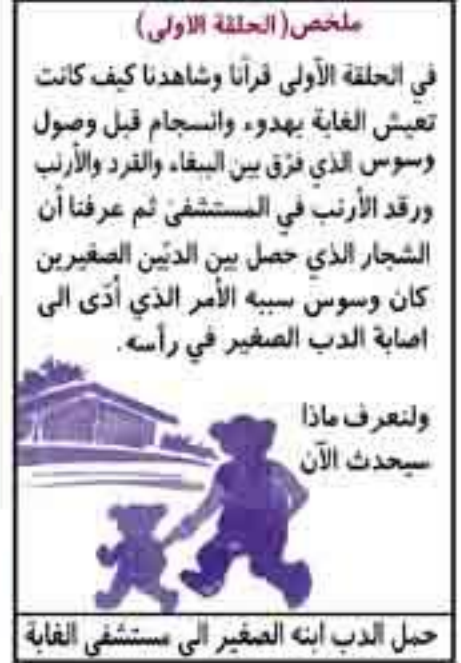 ملخص (الحلقة الاولى)
في الحلقة الأولى قرأنا وشاهدنا كيف كانت
تعيش الغابة بهدوء وانسجام قبل وصول
وسوس الذي فرّق بين الببغاء والقرد والأرنب
ورقد الأرنب في المستشفى ثم عرفنا أن
الشجار الذي حصل بين الدبّين الصغيرين
كان وسوس سببه الأمر الذي أدّى الى
اصابة الدب الصغير في رأسه.
ولنعرف ماذا
سيحدث الآن
حمل الدب ابنه الصغير الى مستشفى الغابة